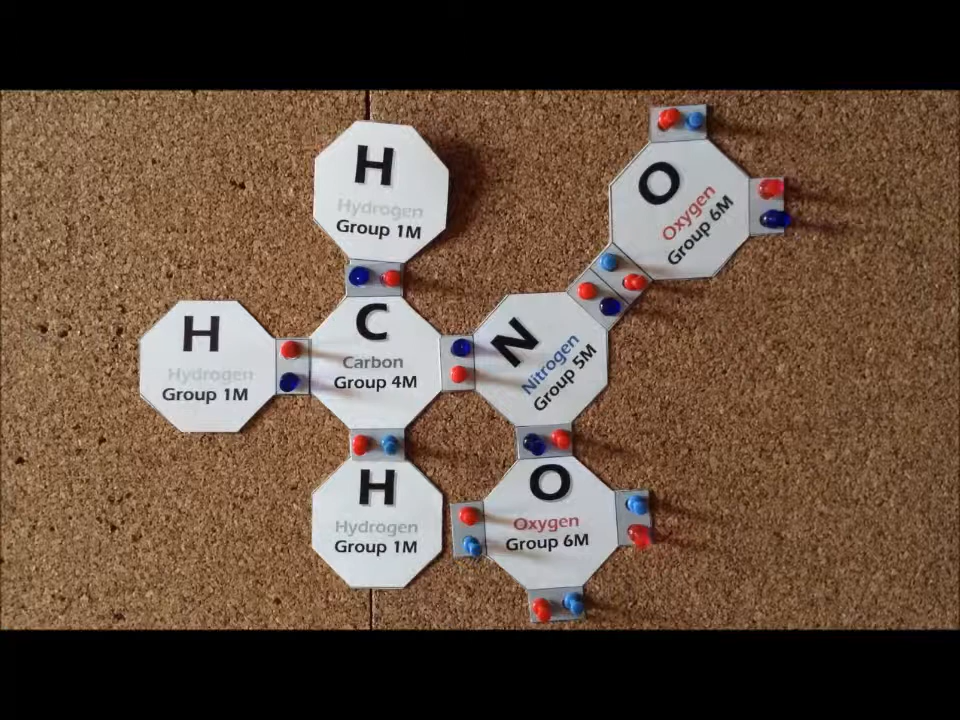 H
Hydrogen
Group 1M
O
Oxygen
Group 6M
H
Hydrogen
Group 1M
C
Carbon
Group 4M
N
Nitrogen
Group 5M
H
Hydrogen
Group 1M
O
Oxygen
Group 6M